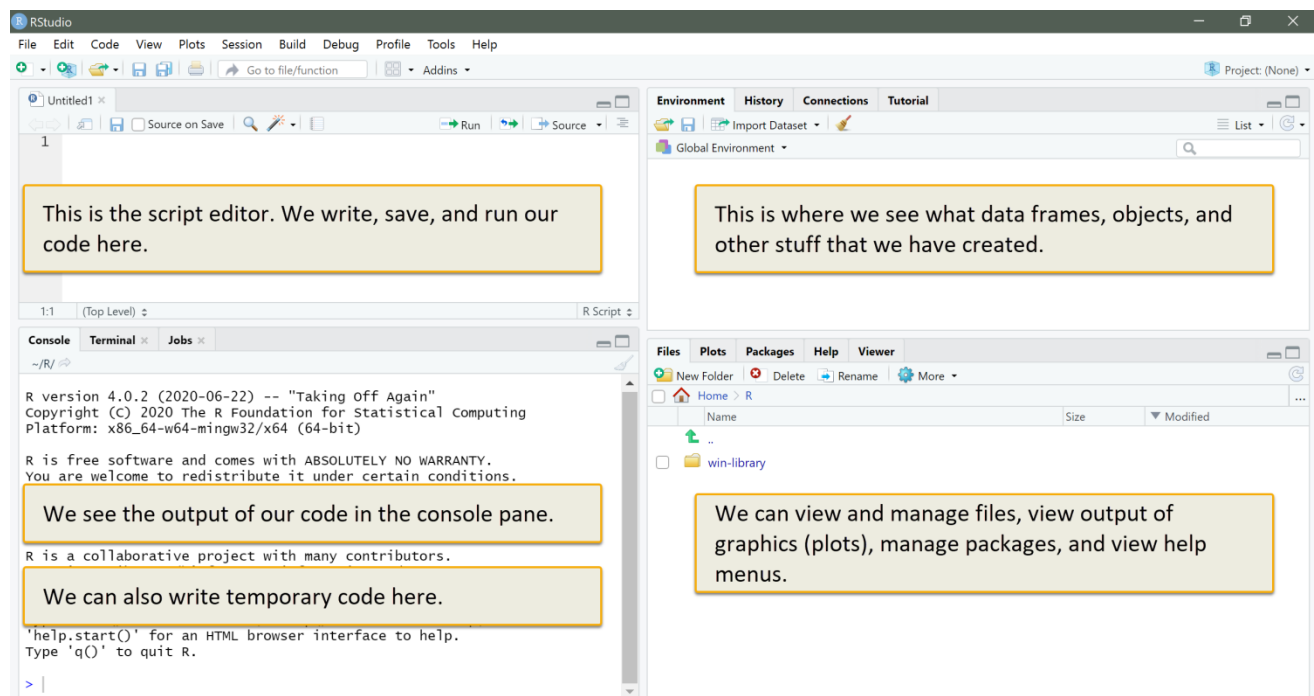 RStudio
File Edit Code View Plots Session Build Debug Profile Tools Help
Go to file/function Addins Project: (None)
Untitled1
Source on Save Run Source
1
This is the script editor. We write, save, and run our
code here.
1:1 (Top Level) R Script
Console Terminal Jobs
~/R/
R version 4.0.2 (2020-06-22) -- "Taking Off Again"
Copyright (C) 2020 The R Foundation for Statistical Computing
Platform: x86_64-w64-mingw32/x64 (64-bit)
R is free software and comes with ABSOLUTELY NO WARRANTY.
You are welcome to redistribute it under certain conditions.
We see the output of our code in the console pane.
R is a collaborative project with many contributors.
We can also write temporary code here.
'help.start()' for an HTML browser interface to help.
Type 'q()' to quit R.
>
Environment History Connections Tutorial
Import Dataset List
Global Environment
This is where we see what data frames, objects, and
other stuff that we have created.
Files Plots Packages Help Viewer
New Folder Delete Rename More
Home > R ...
Name Size Modified
..
win-library
We can view and manage files, view output of
graphics (plots), manage packages, and view help
menus.